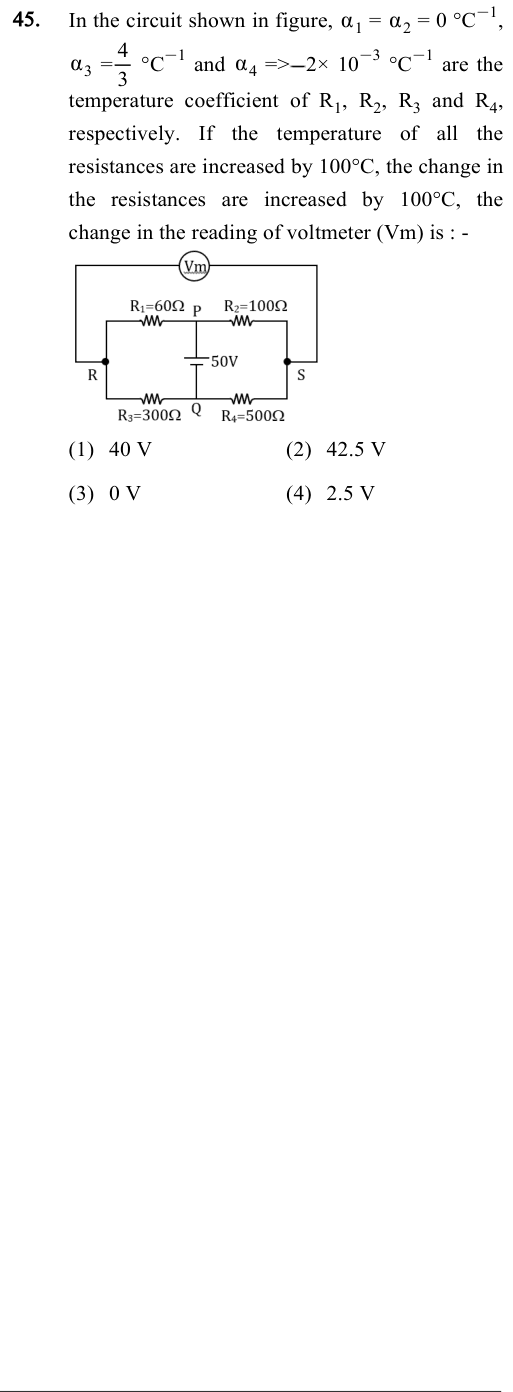 45. In the circuit shown in figure, α₁ = α₂ = 0 °C⁻¹,
α₃ = 4/3 °C⁻¹ and α₄ =>−2× 10⁻³ °C⁻¹ are the
temperature coefficient of R₁, R₂, R₃ and R₄,
respectively. If the temperature of all the
resistances are increased by 100°C, the change in
the resistances are increased by 100°C, the
change in the reading of voltmeter (Vm) is : -
Vm
R₁=60Ω P R₂=100Ω
50V
R S
R₃=300Ω Q R₄=500Ω
(1) 40 V (2) 42.5 V
(3) 0 V (4) 2.5 V